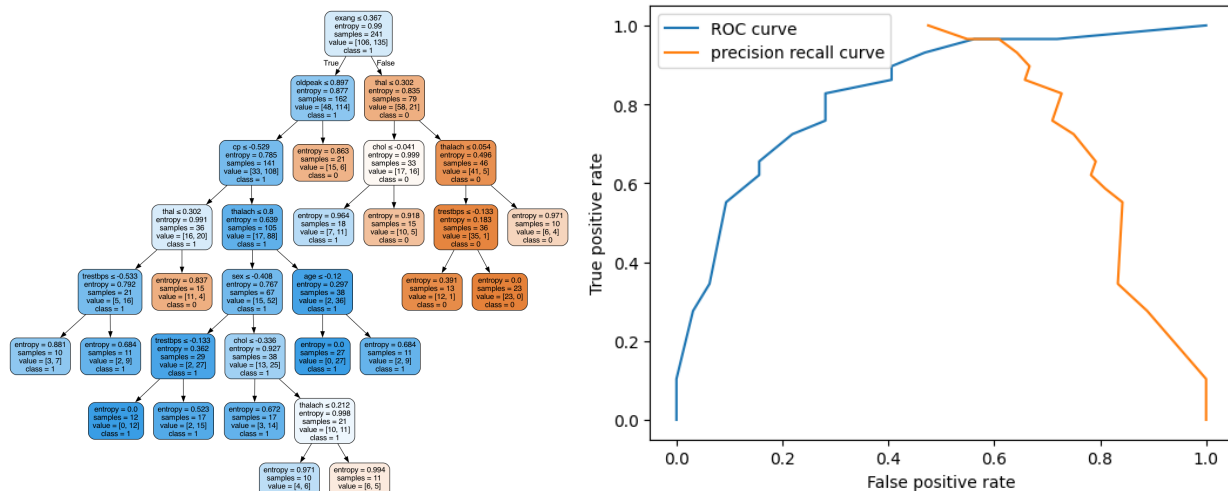 exang ≤ 0.367
entropy = 0.99
samples = 241
value = [106, 135]
class = 1
True
False
oldpeak ≤ 0.897
entropy = 0.877
samples = 162
value = [48, 114]
class = 1
thal ≤ 0.302
entropy = 0.835
samples = 79
value = [58, 21]
class = 0
cp ≤ -0.529
entropy = 0.785
samples = 141
value = [33, 108]
class = 1
entropy = 0.863
samples = 21
value = [15, 6]
class = 0
chol ≤ -0.041
entropy = 0.999
samples = 33
value = [17, 16]
class = 0
thalach ≤ 0.054
entropy = 0.496
samples = 46
value = [41, 5]
class = 0
thal ≤ 0.302
entropy = 0.991
samples = 36
value = [16, 20]
class = 1
thalach ≤ 0.8
entropy = 0.639
samples = 105
value = [17, 88]
class = 1
entropy = 0.964
samples = 18
value = [7, 11]
class = 1
entropy = 0.918
samples = 15
value = [10, 5]
class = 0
trestbps ≤ -0.133
entropy = 0.183
samples = 36
value = [35, 1]
class = 0
entropy = 0.971
samples = 10
value = [6, 4]
class = 0
trestbps ≤ -0.533
entropy = 0.792
samples = 21
value = [5, 16]
class = 1
entropy = 0.837
samples = 15
value = [11, 4]
class = 0
sex ≤ -0.408
entropy = 0.767
samples = 67
value = [15, 52]
class = 1
age ≤ -0.12
entropy = 0.297
samples = 38
value = [2, 36]
class = 1
entropy = 0.391
samples = 13
value = [12, 1]
class = 0
entropy = 0.0
samples = 23
value = [23, 0]
class = 0
entropy = 0.881
samples = 10
value = [3, 7]
class = 1
entropy = 0.684
samples = 11
value = [2, 9]
class = 1
trestbps ≤ -0.133
entropy = 0.362
samples = 29
value = [2, 27]
class = 1
chol ≤ -0.336
entropy = 0.927
samples = 38
value = [13, 25]
class = 1
entropy = 0.0
samples = 27
value = [0, 27]
class = 1
entropy = 0.684
samples = 11
value = [2, 9]
class = 1
entropy = 0.0
samples = 12
value = [0, 12]
class = 1
entropy = 0.523
samples = 17
value = [2, 15]
class = 1
entropy = 0.672
samples = 17
value = [3, 14]
class = 1
thalach ≤ 0.212
entropy = 0.998
samples = 21
value = [10, 11]
class = 1
entropy = 0.971
samples = 10
value = [4, 6]
entropy = 0.994
samples = 11
value = [6, 5]
ROC curve
precision recall curve
True positive rate
1.0
0.8
0.6
0.4
0.2
0.0
0.0
0.2
0.4
0.6
0.8
1.0
False positive rate